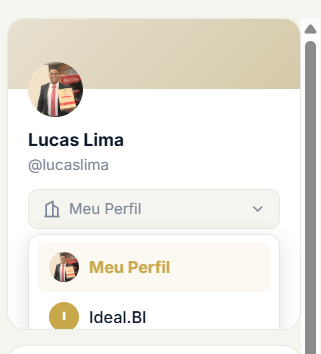 Lucas Lima
@lucaslima
Meu Perfil
Meu Perfil
I
Ideal.BI